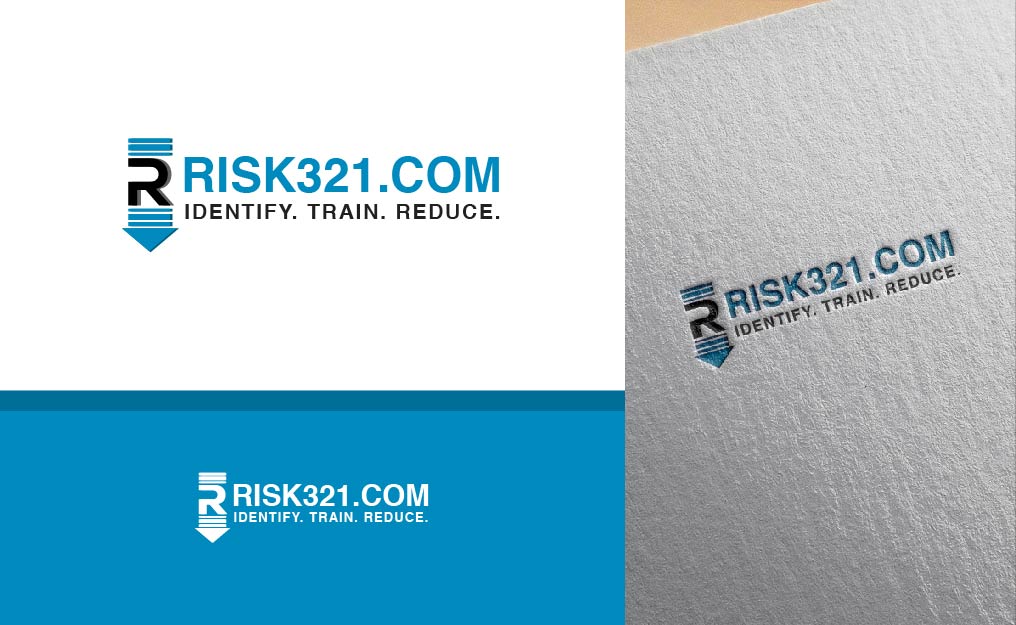 R
RISK321.COM
IDENTIFY. TRAIN. REDUCE.
R
RISK321.COM
IDENTIFY. TRAIN. REDUCE.
R
RISK321.COM
IDENTIFY. TRAIN. REDUCE.